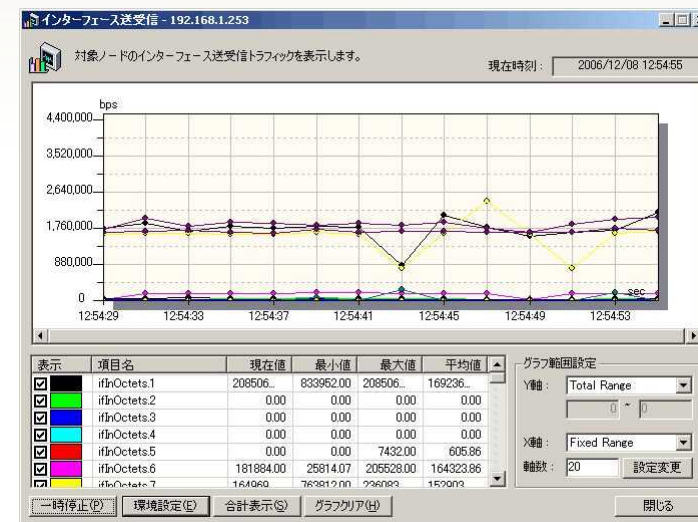 インターフェース送受信 - 192.168.1.253
対象ノードのインターフェース送受信トラフィックを表示します。
現在時刻： 2006/12/08 12:54:55
bps
4,400,000
3,520,000
2,640,000
1,760,000
880,000
0
sec
12:54:29 12:54:33 12:54:37 12:54:41 12:54:45 12:54:49 12:54:53
表示 項目名 現在値 最小値 最大値 平均値
ifInOctets.1 208506... 833952.00 208506... 169236...
ifInOctets.2 0.00 0.00 0.00 0.00
ifInOctets.3 0.00 0.00 0.00 0.00
ifInOctets.4 0.00 0.00 0.00 0.00
ifInOctets.5 0.00 0.00 7432.00 605.86
ifInOctets.6 181884.00 25814.07 205528.00 164323.86
ifInOctets.7 164969 763812.00 236083 152903
グラフ範囲設定
Y軸： Total Range
0 ~ 0
X軸： Fixed Range
軸数： 20 設定変更
一時停止(P) 環境設定(E) 合計表示(S) グラフクリア(H) 閉じる